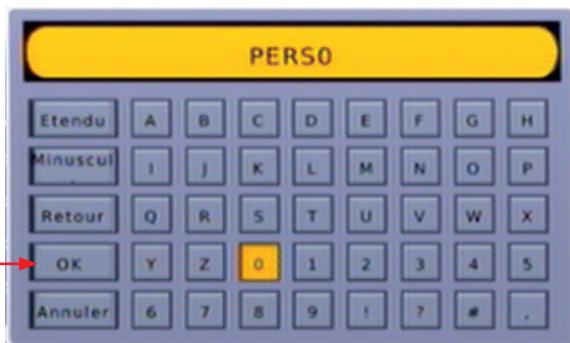 PERS0
Etendu A B C D E F G H
Minuscul I J K L M N O P
Retour Q R S T U V W X
OK Y Z 0 1 2 3 4 5
Annuler 6 7 8 9 ! ? # ,